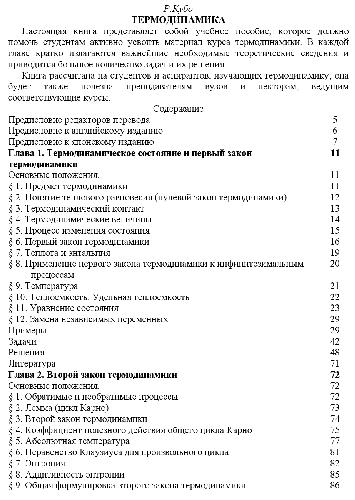 Р.Кубо
ТЕРМОДИНАМИКА
Настоящая книга представляет собой учебное пособие, которое должно
помочь студентам активно усвоить материал курса термодинамики. В каждой
главе кратко излагаются важнейшие, необходимые теоретические сведения и
приводится большое количество задач и их решения.
Книга рассчитана на студентов и аспирантов, изучающих термодинамику, она
будет также полезна преподавателям вузов и лекторам, ведущим
соответствующие курсы.
Содержание
Предисловие редакторов перевода 5
Предисловие к английскому изданию 6
Предисловие к японскому изданию 7
Глава 1. Термодинамическое состояние и первый закон 11
термодинамики
Основные положения. 11
§ 1. Предмет термодинамики 11
§ 2. Понятие теплового равновесия (нулевой закон термодинамики) 12
§ 3. Термодинамический контакт 13
§ 4. Термодинамические величины 14
§ 5. Процесс изменения состояния 15
§ 6. Первый закон термодинамики 16
§ 7. Теплота и энтальпия 19
§ 8. Применение первого закона термодинамики к инфинитезимальным 20
процессам
§ 9. Температура 21
§ 10. Теплоемкость. Удельная теплоемкость 22
§ 11. Уравнение состояния 23
§ 12. Замена независимых переменных 29
Примеры 29
Задачи 42
Решения 48
Литература 71
Глава 2. Второй закон термодинамики 72
Основные положения. 72
§ 1. Обратимые и необратимые процессы 72
§ 2. Лемма (цикл Карно) 73
§ 3. Второй закон термодинамики 74
§ 4. Коэффициент полезного действия общего цикла Карно 75
§ 5. Абсолютная температура 77
§ 6. Неравенство Клаузиуса для произвольного цикла 81
§ 7. Энтропия 82
§ 8. Аддитивность энтропии 85
§ 9. Общая формулировка второго закона термодинамики 86